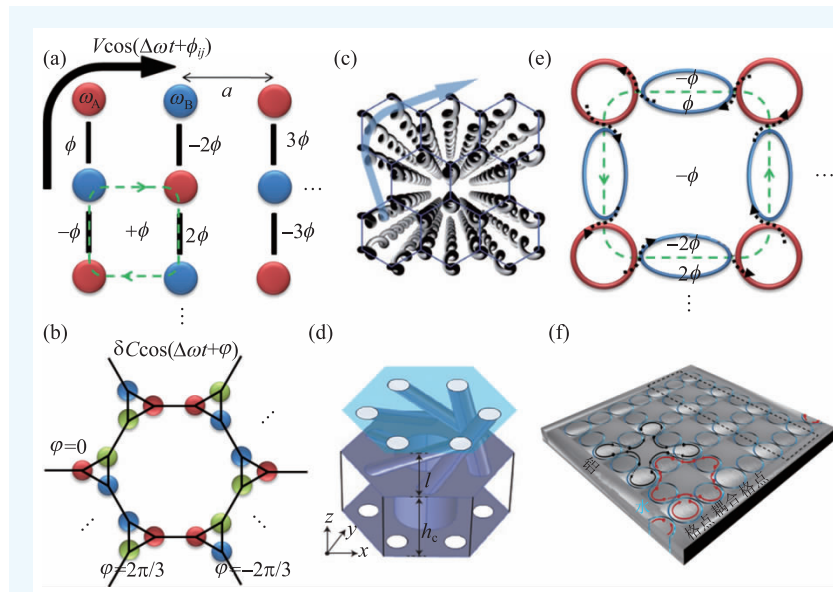 (a)
Vcos(Δωt+ϕij)
ωA
ωB
a
ϕ
−2ϕ
3ϕ
−ϕ
+ϕ
2ϕ
−3ϕ
…
⋮
(b)
δCcos(Δωt+φ)
φ=0
φ=2π/3
φ=−2π/3
(c)
(d)
l
hc
z
y
x
(e)
−ϕ
ϕ
−ϕ
…
−2ϕ
2ϕ
⋮
(f)
格点耦合格点